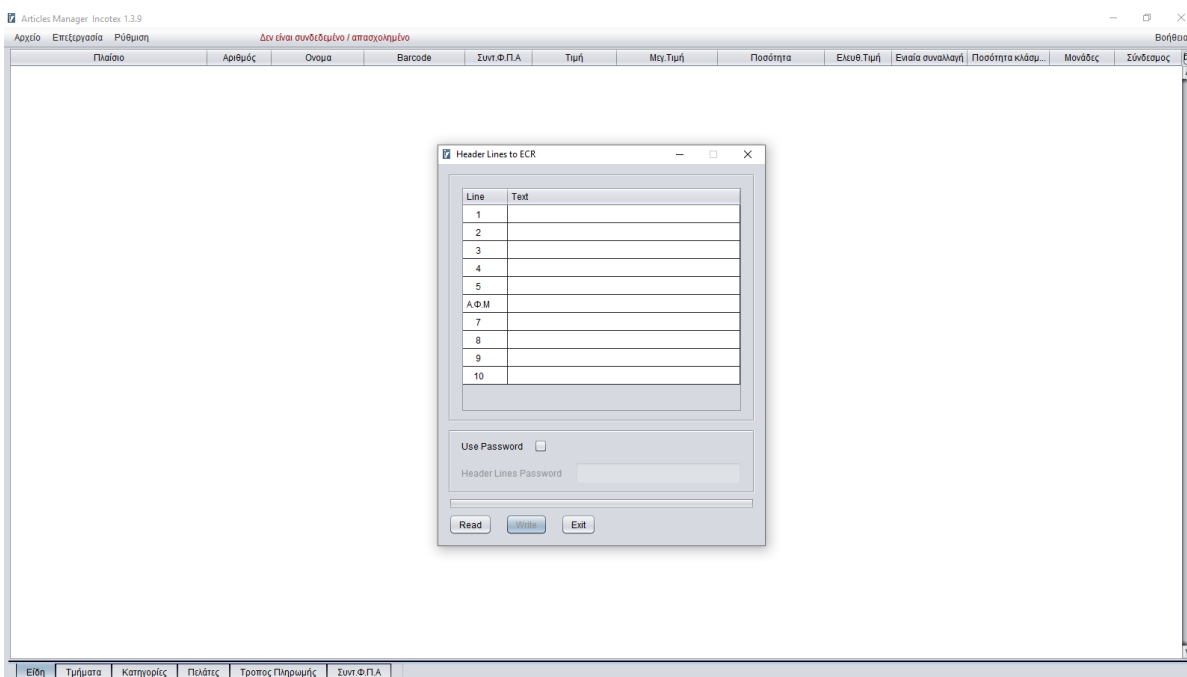 Articles Manager Incotex 1.3.9
Αρχείο Επεξεργασία Ρύθμιση Δεν είναι συνδεδεμένο / απασχολημένο Βοήθεια
Πλαίσιο Αριθμός Ονομα Barcode Συντ.Φ.Π.Α Τιμή Μεγ.Τιμή Ποσότητα Ελευθ.Τιμή Ενιαία συναλλαγή Ποσότητα κλάσμ... Μονάδες Σύνδεσμος
Header Lines to ECR
Line Text
1
2
3
4
5
Α.Φ.Μ
7
8
9
10
Use Password
Header Lines Password
Read Write Exit
Είδη Τμήματα Κατηγορίες Πελάτες Τροπος Πληρωμής Συντ.Φ.Π.Α